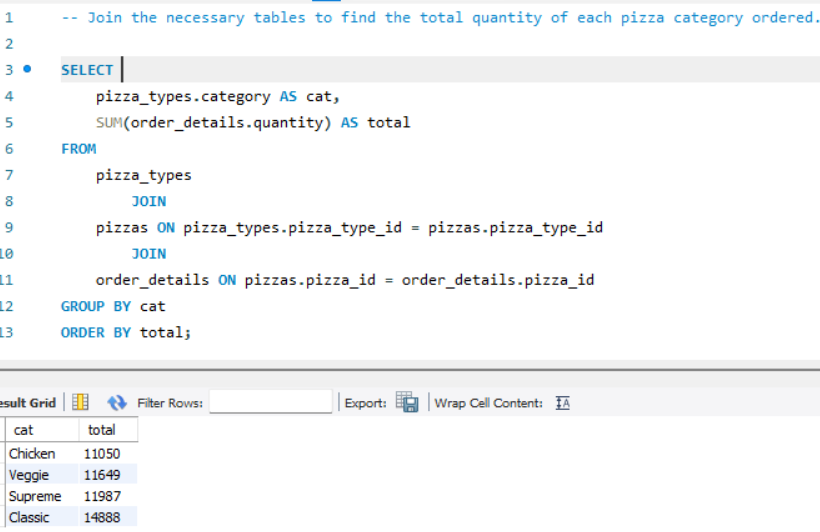 1 -- Join the necessary tables to find the total quantity of each pizza category ordered.
2
3 SELECT
4 pizza_types.category AS cat,
5 SUM(order_details.quantity) AS total
6 FROM
7 pizza_types
8 JOIN
9 pizzas ON pizza_types.pizza_type_id = pizzas.pizza_type_id
10 JOIN
11 order_details ON pizzas.pizza_id = order_details.pizza_id
12 GROUP BY cat
13 ORDER BY total;
esult Grid Filter Rows: Export: Wrap Cell Content: IA
cat total
Chicken 11050
Veggie 11649
Supreme 11987
Classic 14888